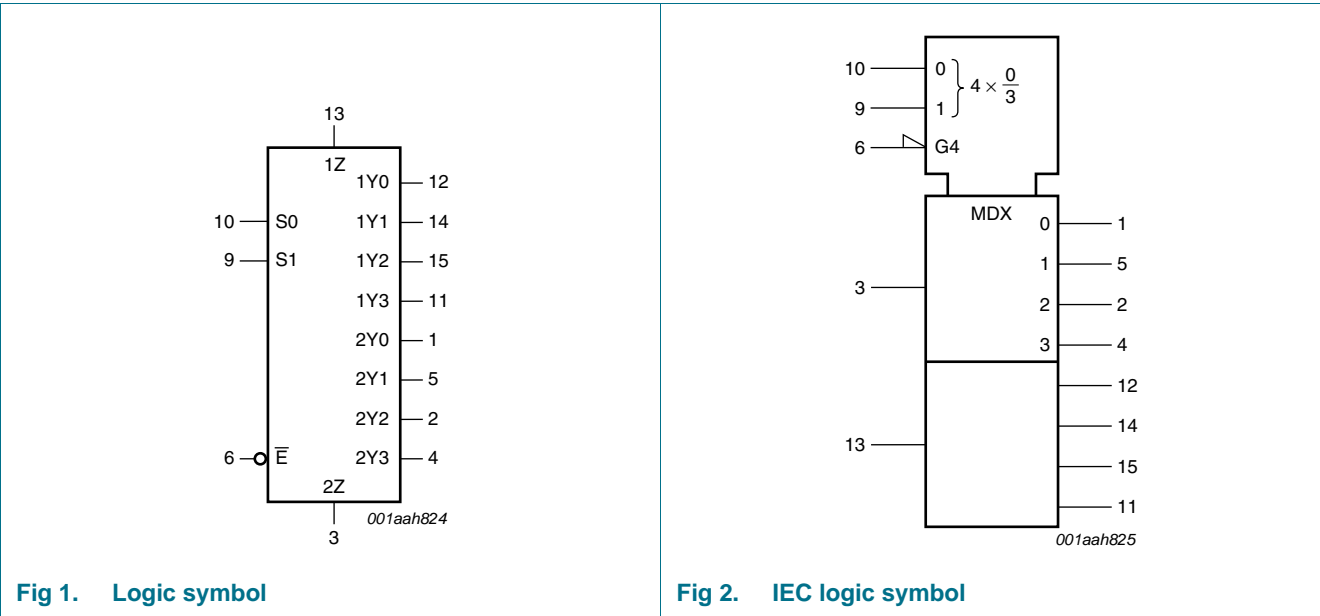 13
1Z
1Y0 12
10 S0 1Y1 14
9 S1 1Y2 15
1Y3 11
2Y0 1
2Y1 5
2Y2 2
6 E̅ 2Y3 4
2Z
001aah824
3
Fig 1. Logic symbol
10 0
4 × 0/3
9 1
6 G4
MDX
0 1
1 5
3
2 2
3 4
12
14
13
15
11
001aah825
Fig 2. IEC logic symbol